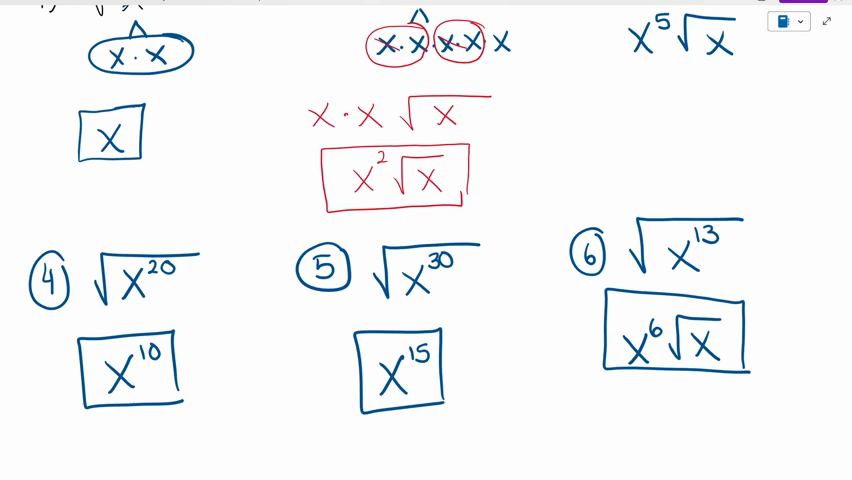 x · x
x · x · x · x · x
x⁵√x
x · x √x
x
x²√x
④ √x²⁰
⑤ √x³⁰
⑥ √x¹³
x¹⁰
x¹⁵
x⁶√x